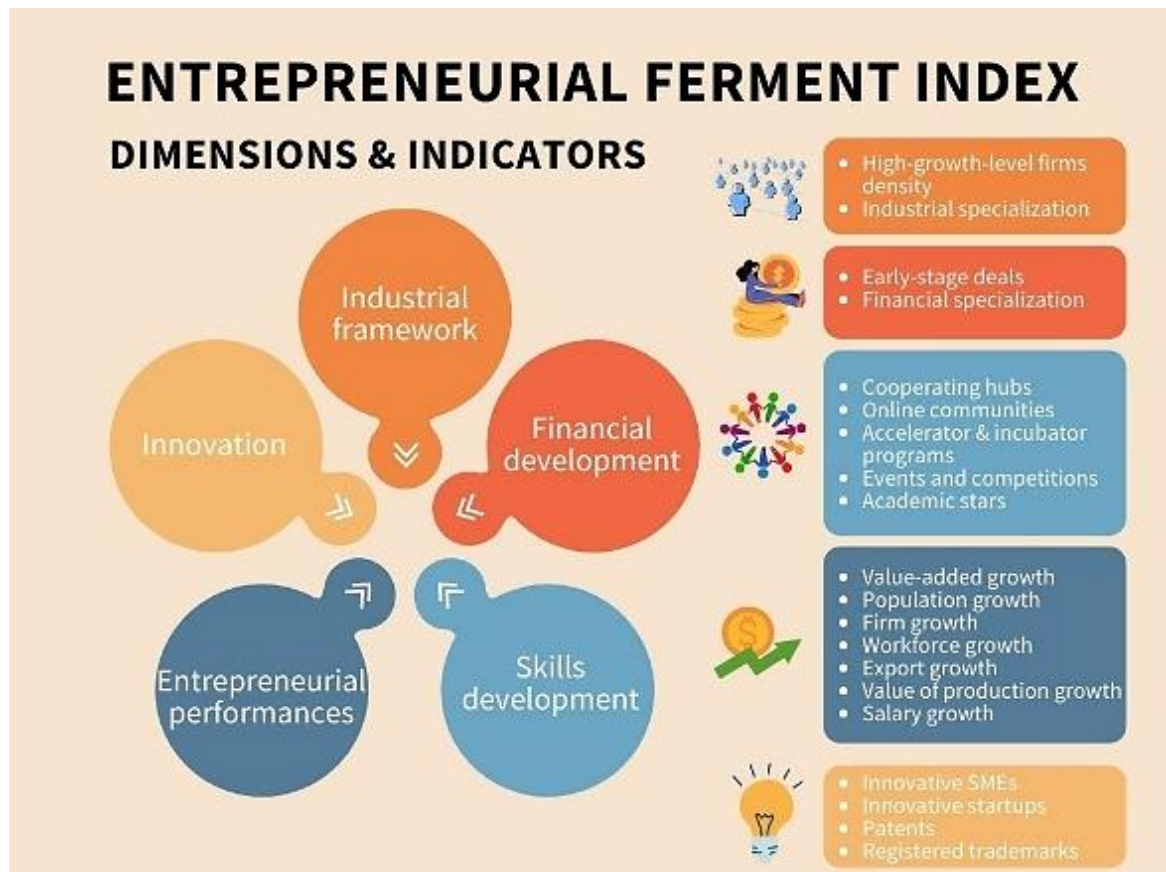 ENTREPRENEURIAL FERMENT INDEX
DIMENSIONS & INDICATORS
Industrial
framework
Innovation
Financial
development
Entrepreneurial
performances
Skills
development
• High-growth-level firms
density
• Industrial specialization
• Early-stage deals
• Financial specialization
• Cooperating hubs
• Online communities
• Accelerator & incubator
programs
• Events and competitions
• Academic stars
• Value-added growth
• Population growth
• Firm growth
• Workforce growth
• Export growth
• Value of production growth
• Salary growth
• Innovative SMEs
• Innovative startups
• Patents
• Registered trademarks